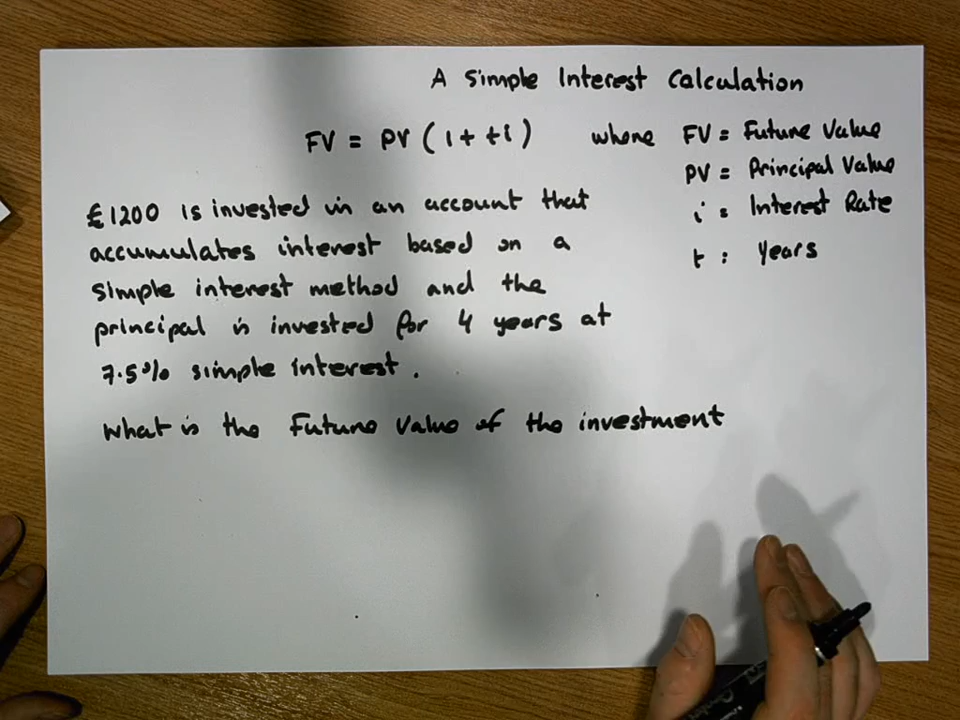 A Simple Interest Calculation
FV = PV (1 + ti) where FV = Future Value
PV = Principal Value
i = Interest Rate
t = Years
£1200 is invested in an account that
accumulates interest based on a
simple interest method and the
principal is invested for 4 years at
7.5% simple interest.
What is the Future Value of the investment